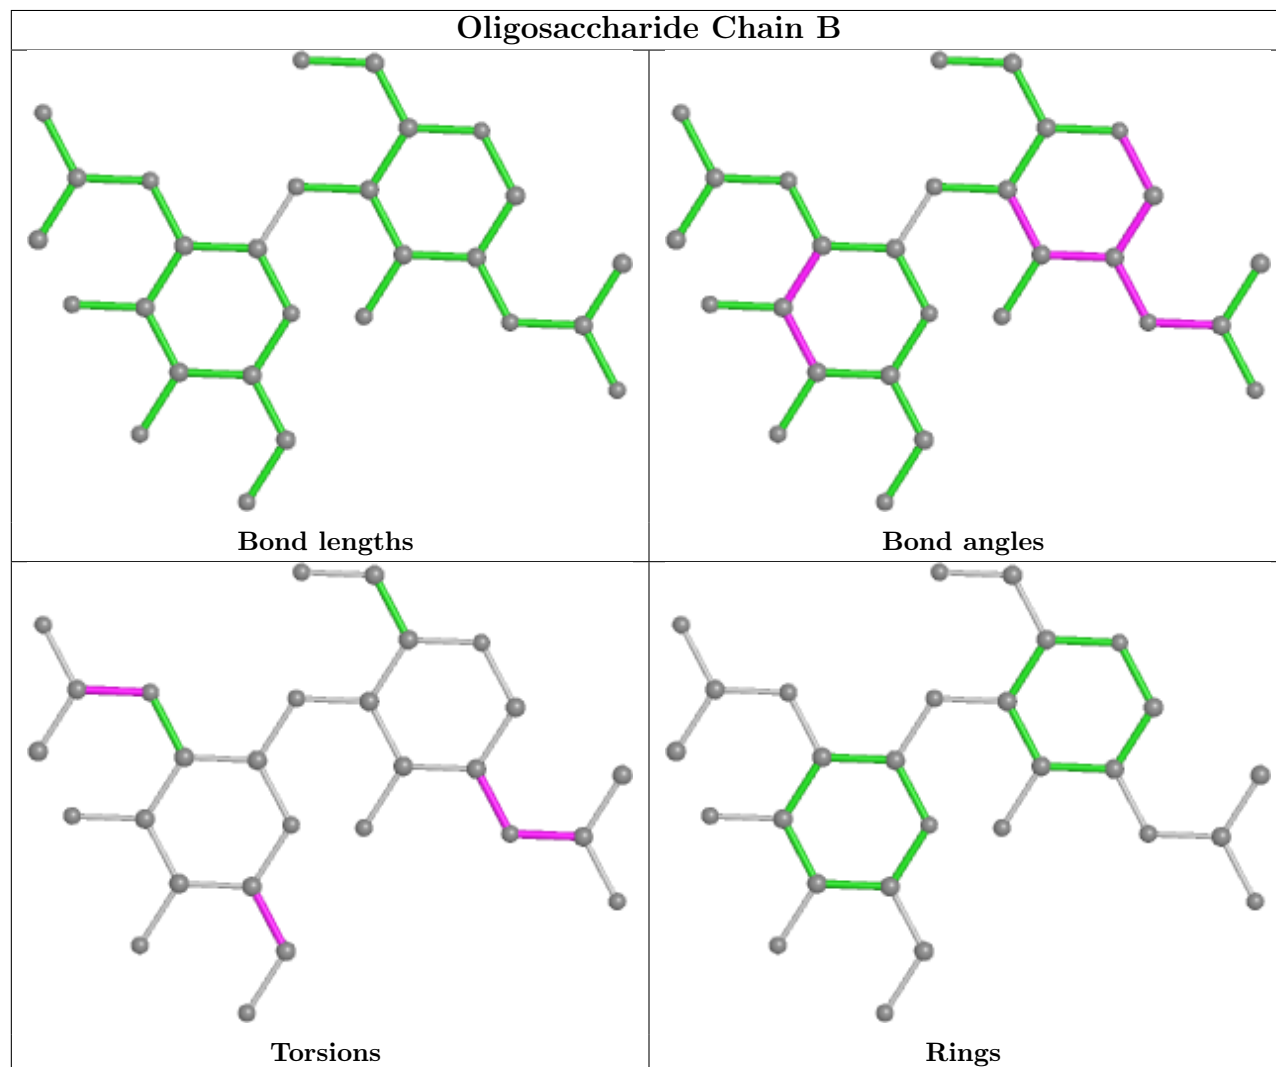 Oligosaccharide Chain B
Bond lengths
Bond angles
Torsions
Rings